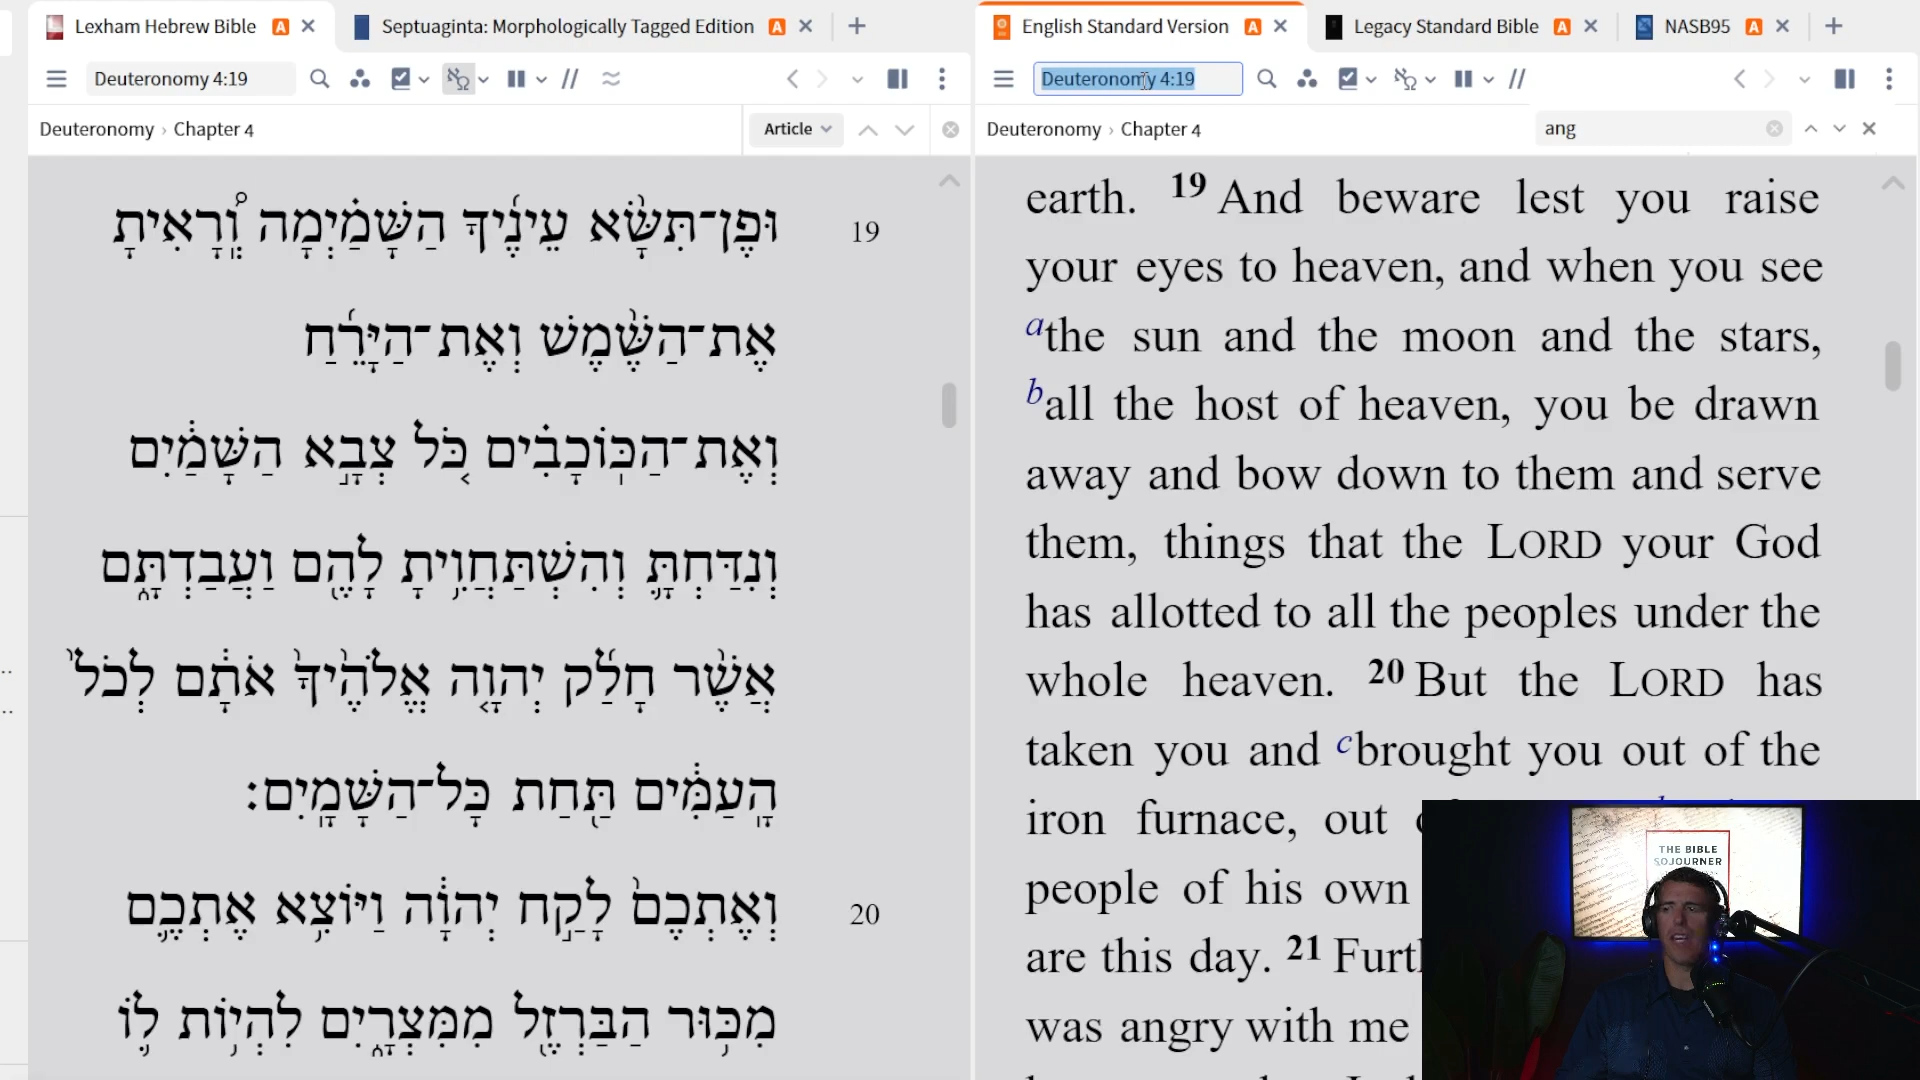 Lexham Hebrew Bible A
Septuaginta: Morphologically Tagged Edition A
Deuteronomy 4:19
Deuteronomy › Chapter 4
Article
וּפֶן־תִּשָּׂ֨א עֵינֶ֜יךָ הַשָּׁמַ֗יְמָה וְֽ֠רָאִיתָ
19
אֶת־הַשֶּׁ֨מֶשׁ וְאֶת־הַיָּרֵ֜חַ
וְאֶת־הַכּֽוֹכָבִ֗ים כֹּ֚ל צְבָ֣א הַשָּׁמַ֔יִם
וְנִדַּחְתָּ֛ וְהִשְׁתַּחֲוִ֥יתָ לָהֶ֖ם וַעֲבַדְתָּ֑ם
אֲשֶׁ֨ר חָלַ֜ק יְהוָ֤ה אֱלֹהֶ֙יךָ֙ אֹתָ֔ם לְכֹל֙
הָֽעַמִּ֔ים תַּ֖חַת כָּל־הַשָּׁמָֽיִם׃
וְאֶתְכֶם֙ לָקַ֣ח יְהוָ֔ה וַיּוֹצִ֥א אֶתְכֶ֛ם
20
מִכּ֥וּר הַבַּרְזֶ֖ל מִמִּצְרָ֑יִם לִהְי֥וֹת ל֛וֹ
English Standard Version A
Legacy Standard Bible A
NASB95 A
Deuteronomy 4:19
Deuteronomy › Chapter 4
ang
earth. 19 And beware lest you raise
your eyes to heaven, and when you see
a the sun and the moon and the stars,
b all the host of heaven, you be drawn
away and bow down to them and serve
them, things that the LORD your God
has allotted to all the peoples under the
whole heaven. 20 But the LORD has
taken you and c brought you out of the
iron furnace, out
people of his own
are this day. 21
was angry with me
THE BIBLE
SOJOURNER